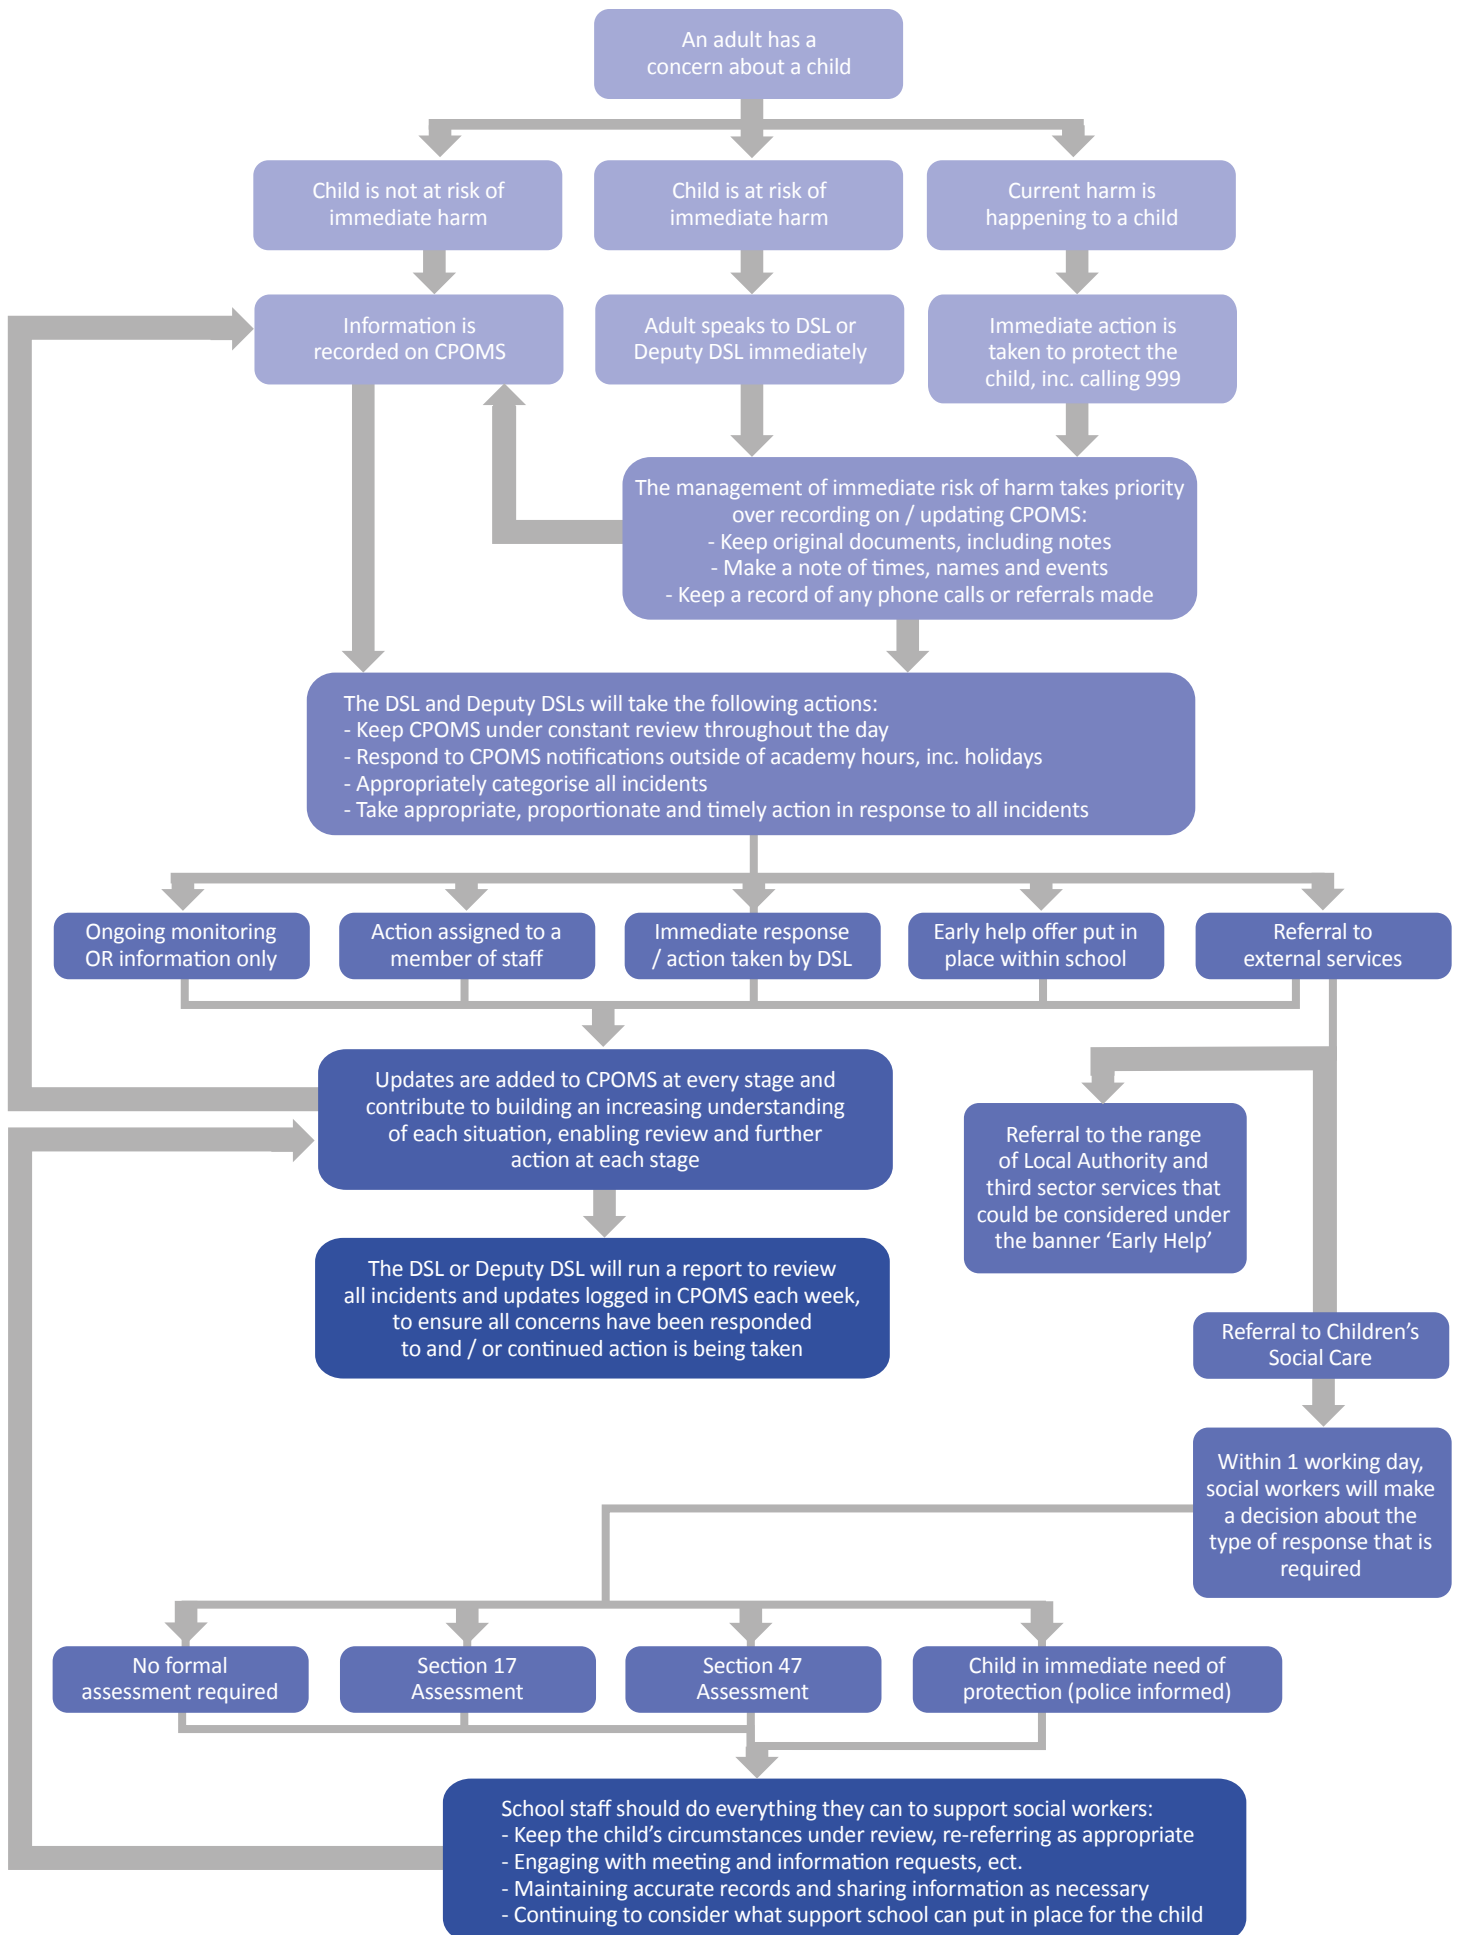 An adult has a
concern about a child
Child is not at risk of
immediate harm
Child is at risk of
immediate harm
Current harm is
happening to a child
Information is
recorded on CPOMS
Adult speaks to DSL or
Deputy DSL immediately
Immediate action is
taken to protect the
child, inc. calling 999
The management of immediate risk of harm takes priority
over recording on / updating CPOMS:
- Keep original documents, including notes
- Make a note of times, names and events
- Keep a record of any phone calls or referrals made
The DSL and Deputy DSLs will take the following actions:
- Keep CPOMS under constant review throughout the day
- Respond to CPOMS notifications outside of academy hours, inc. holidays
- Appropriately categorise all incidents
- Take appropriate, proportionate and timely action in response to all incidents
Ongoing monitoring
OR information only
Action assigned to a
member of staff
Immediate response
/ action taken by DSL
Early help offer put in
place within school
Referral to
external services
Updates are added to CPOMS at every stage and
contribute to building an increasing understanding
of each situation, enabling review and further
action at each stage
Referral to the range
of Local Authority and
third sector services that
could be considered under
the banner ‘Early Help’
The DSL or Deputy DSL will run a report to review
all incidents and updates logged in CPOMS each week,
to ensure all concerns have been responded
to and / or continued action is being taken
Referral to Children’s
Social Care
Within 1 working day,
social workers will make
a decision about the
type of response that is
required
No formal
assessment required
Section 17
Assessment
Section 47
Assessment
Child in immediate need of
protection (police informed)
School staff should do everything they can to support social workers:
- Keep the child’s circumstances under review, re-referring as appropriate
- Engaging with meeting and information requests, ect.
- Maintaining accurate records and sharing information as necessary
- Continuing to consider what support school can put in place for the child